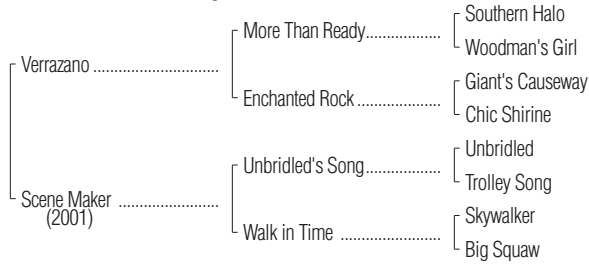 Southern Halo
More Than Ready..................
Woodman's Girl
Verrazano ..............................
Giant's Causeway
Enchanted Rock ....................
Chic Shirine
Unbridled
Unbridled's Song..................
Trolley Song
Scene Maker ........................
(2001)
Skywalker
Walk in Time ........................
Big Squaw